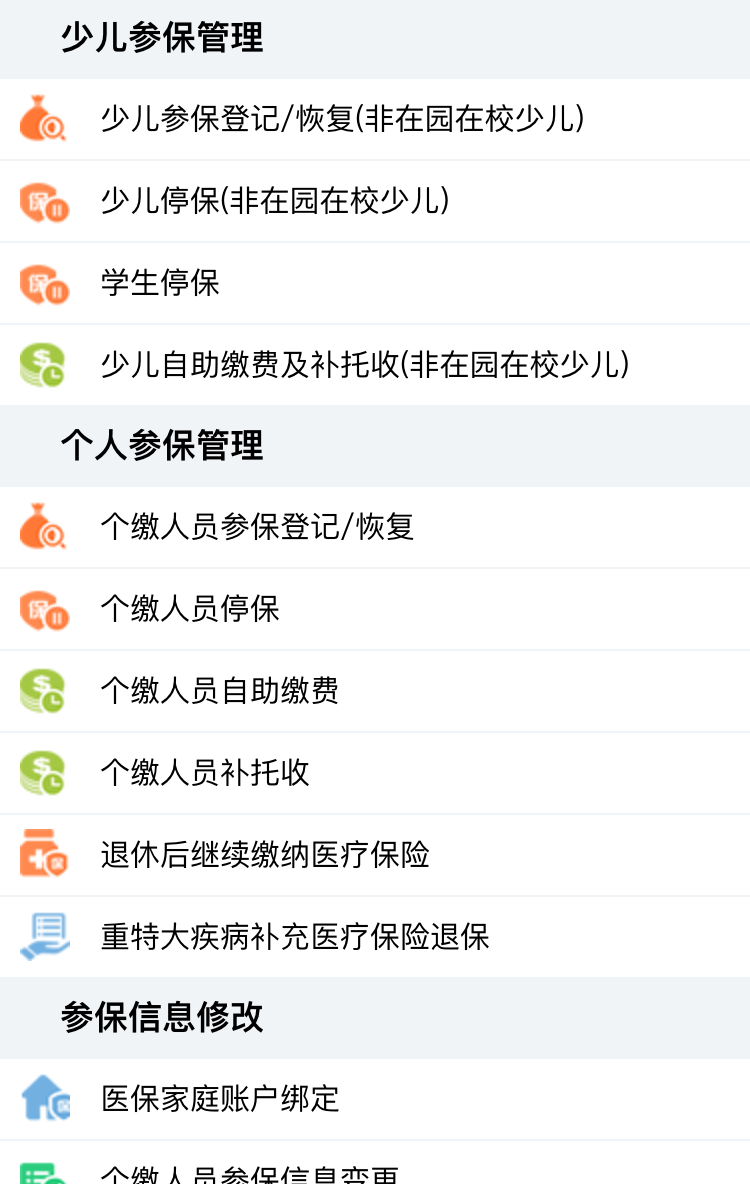 少儿参保管理
少儿参保登记/恢复(非在园在校少儿)
少儿停保(非在园在校少儿)
学生停保
少儿自助缴费及补托收(非在园在校少儿)
个人参保管理
个缴人员参保登记/恢复
个缴人员停保
个缴人员自助缴费
个缴人员补托收
退休后继续缴纳医疗保险
重特大疾病补充医疗保险退保
参保信息修改
医保家庭账户绑定
个缴人员参保信息变更